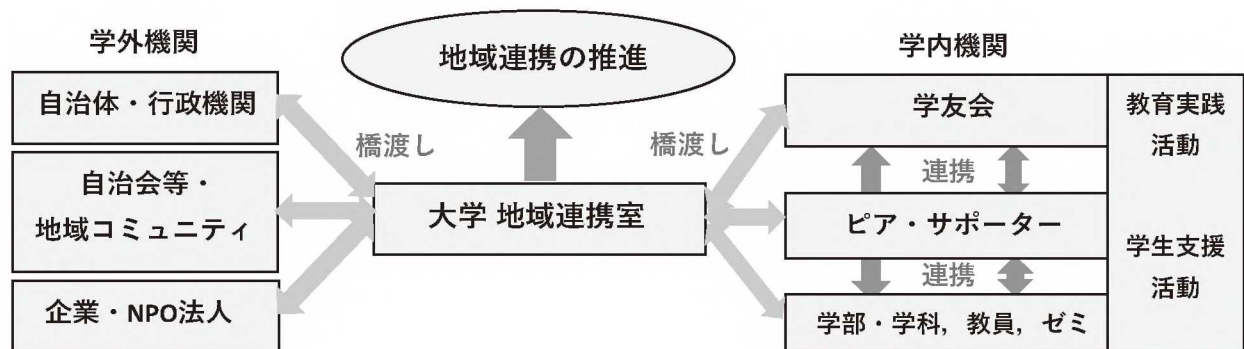 学外機関
自治体・行政機関
自治会等・
地域コミュニティ
企業・NPO法人
地域連携の推進
橋渡し
橋渡し
大学 地域連携室
学内機関
学友会
連携
ピア・サポーター
連携
学部・学科，教員，ゼミ
教育実践
活動
学生支援
活動